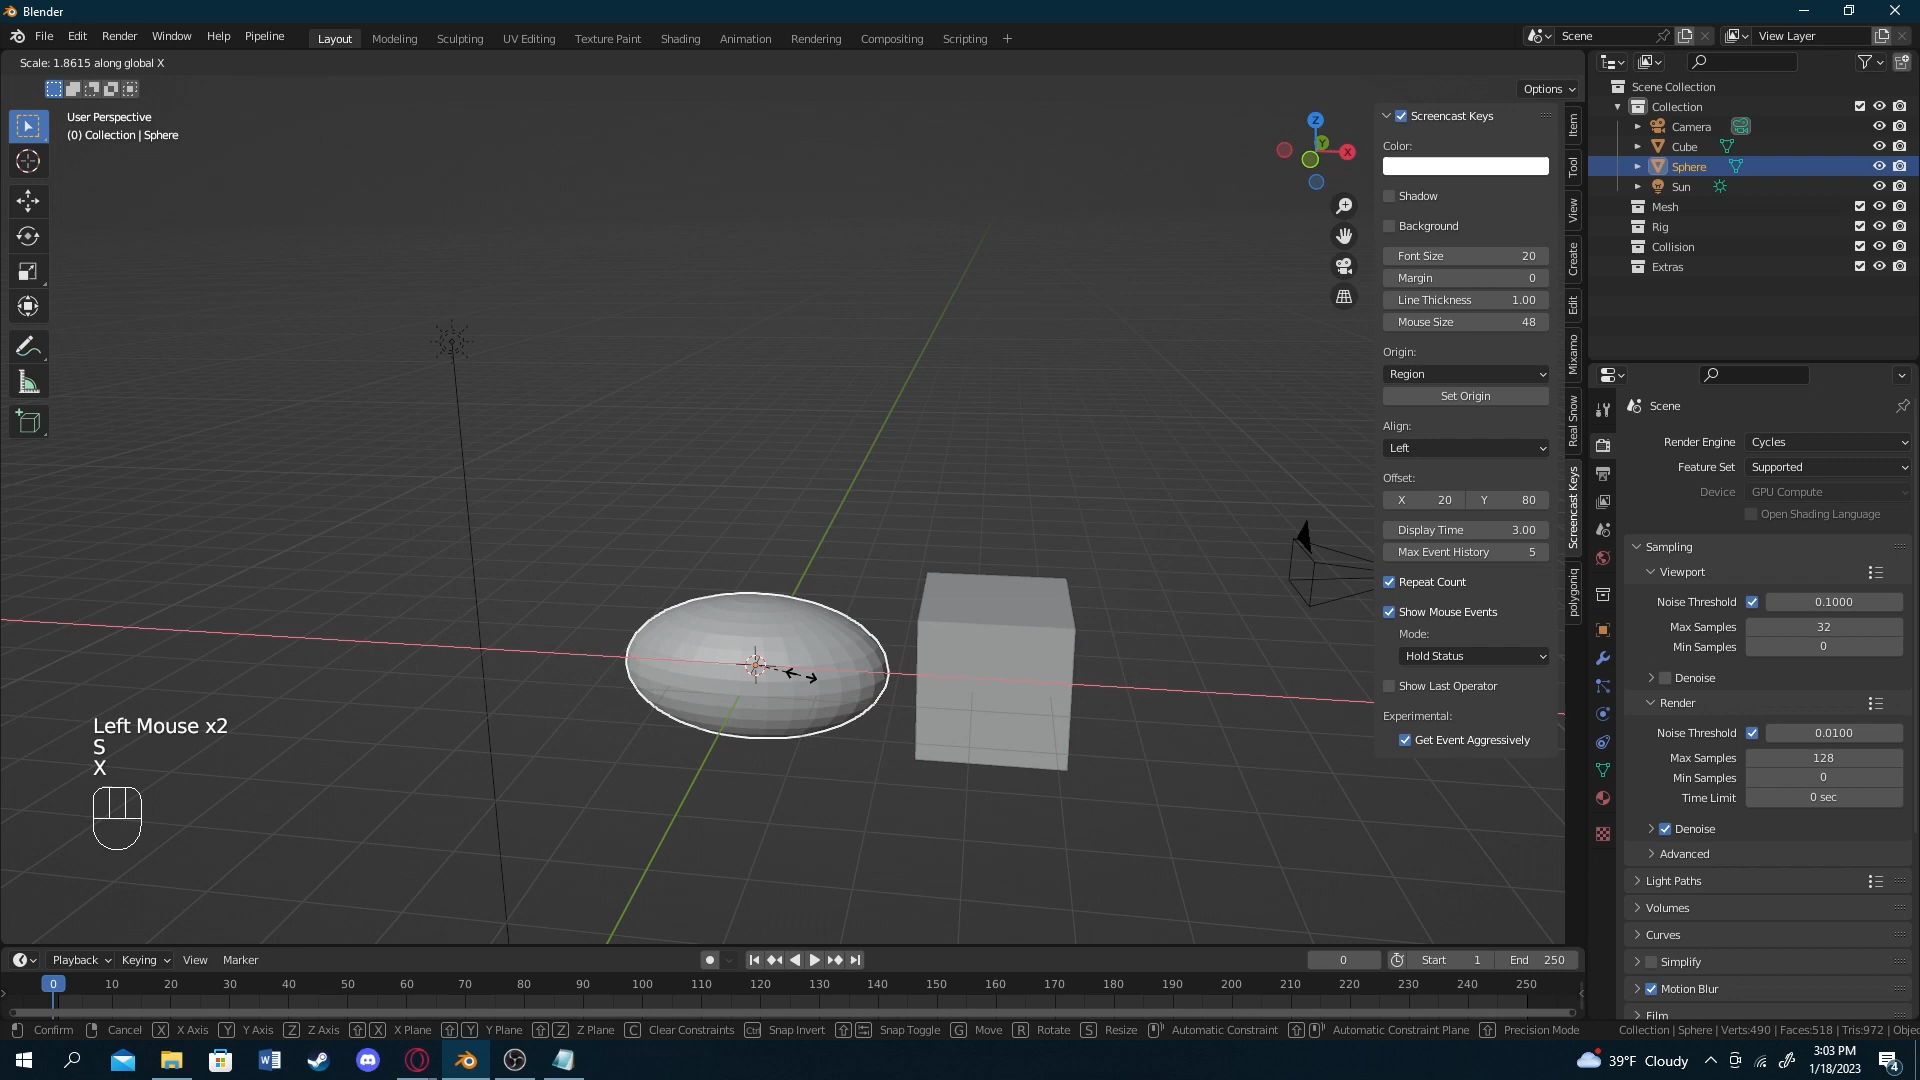 Blender
File Edit Render Window Help Pipeline
Layout Modeling Sculpting UV Editing Texture Paint Shading Animation Rendering Compositing Scripting
Scene
View Layer
Scale: 1.8615 along global X
Options
User Perspective
(0) Collection | Sphere
Z
Y
X
Screencast Keys
Color:
Shadow
Background
Font Size 20
Margin 0
Line Thickness 1.00
Mouse Size 48
Origin:
Region
Set Origin
Align:
Left
Offset:
X 20 Y 80
Display Time 3.00
Max Event History 5
Repeat Count
Show Mouse Events
Mode:
Hold Status
Show Last Operator
Experimental:
Get Event Aggressively
Item
Tool
View
Create
Edit
Mixamo
Real Snow
Screencast Keys
polygoniq
Scene Collection
Collection
Camera
Cube
Sphere
Sun
Mesh
Rig
Collision
Extras
Scene
Render Engine Cycles
Feature Set Supported
Device GPU Compute
Open Shading Language
Sampling
Viewport
Noise Threshold 0.1000
Max Samples 32
Min Samples 0
Denoise
Render
Noise Threshold 0.0100
Max Samples 128
Min Samples 0
Time Limit 0 sec
Denoise
Advanced
Light Paths
Volumes
Curves
Simplify
Motion Blur
Film
Left Mouse x2
S
X
Playback Keying View Marker
0
Start 1
End 250
0 10 20 30 40 50 60 70 80 90 100 110 120 130 140 150 160 170 180 190 200 210 220 230 240 250
Confirm Cancel X X Axis Y Y Axis Z Z Axis X X Plane Y Y Plane Z Z Plane C Clear Constraints Ctrl Snap Invert Snap Toggle G Move R Rotate S Resize Automatic Constraint Automatic Constraint Plane Precision Mode
Collection | Sphere | Verts:490 | Faces:518 | Tris:972 | Objec
39°F Cloudy
3:03 PM
1/18/2023
4